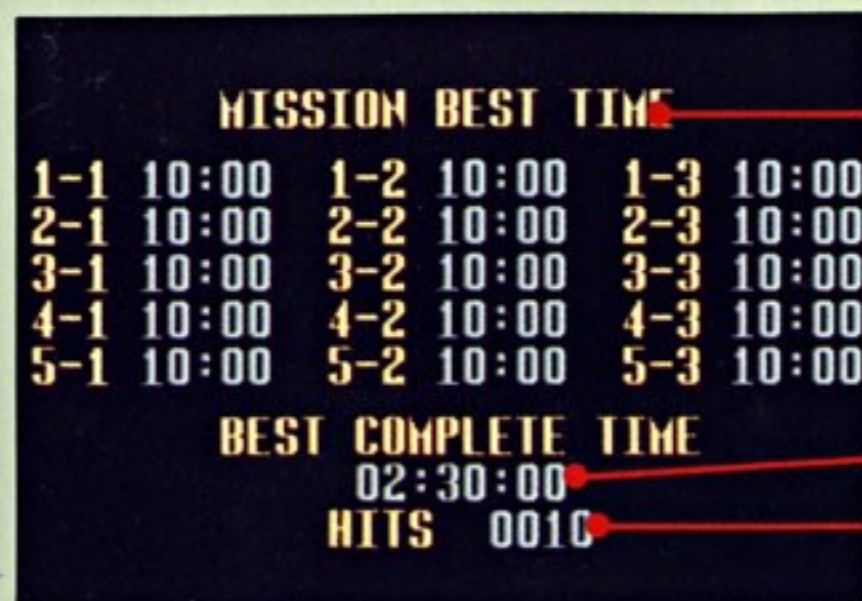 MISSION BEST TIME
1-1 10:00 1-2 10:00 1-3 10:00
2-1 10:00 2-2 10:00 2-3 10:00
3-1 10:00 3-2 10:00 3-3 10:00
4-1 10:00 4-2 10:00 4-3 10:00
5-1 10:00 5-2 10:00 5-3 10:00
BEST COMPLETE TIME
02:30:00
HITS 0010